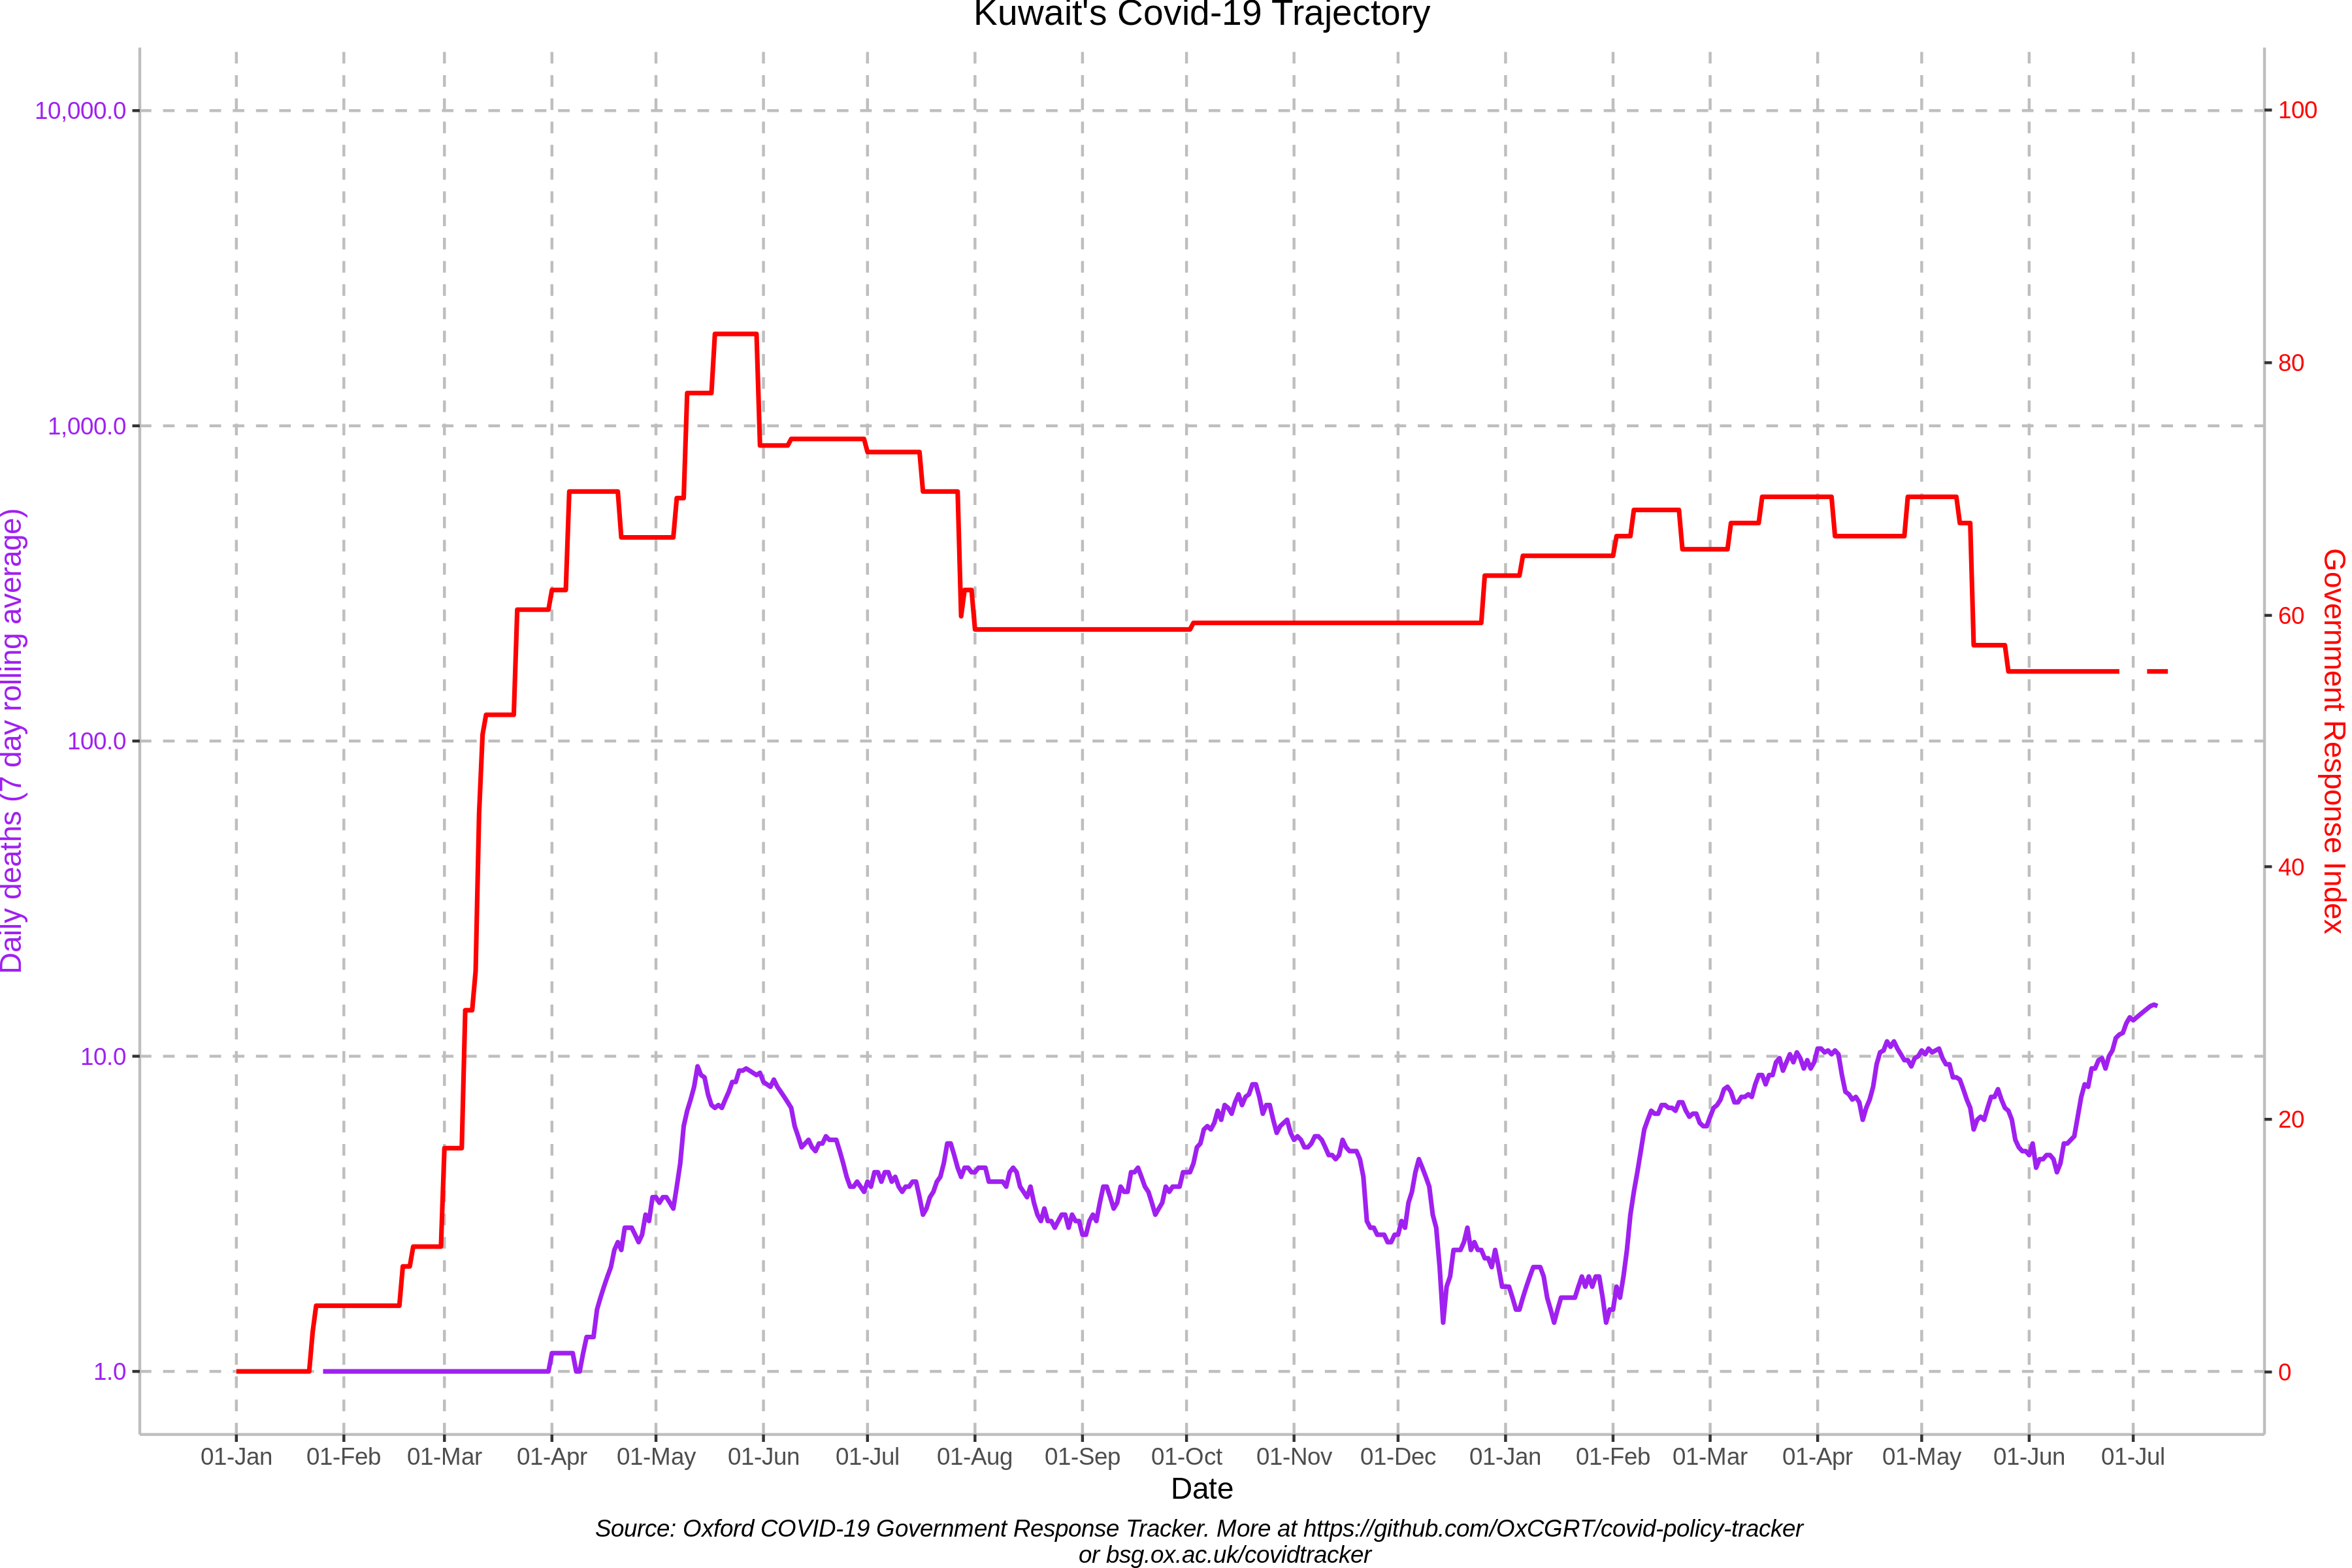 Kuwait's Covid-19 Trajectory
10,000.0
1,000.0
100.0
10.0
1.0
Daily deaths (7 day rolling average)
100
80
60
40
20
0
Government Response Index
01-Jan 01-Feb 01-Mar 01-Apr 01-May 01-Jun 01-Jul 01-Aug 01-Sep 01-Oct 01-Nov 01-Dec 01-Jan 01-Feb 01-Mar 01-Apr 01-May 01-Jun 01-Jul
Date
Source: Oxford COVID-19 Government Response Tracker. More at https://github.com/OxCGRT/covid-policy-tracker
or bsg.ox.ac.uk/covidtracker